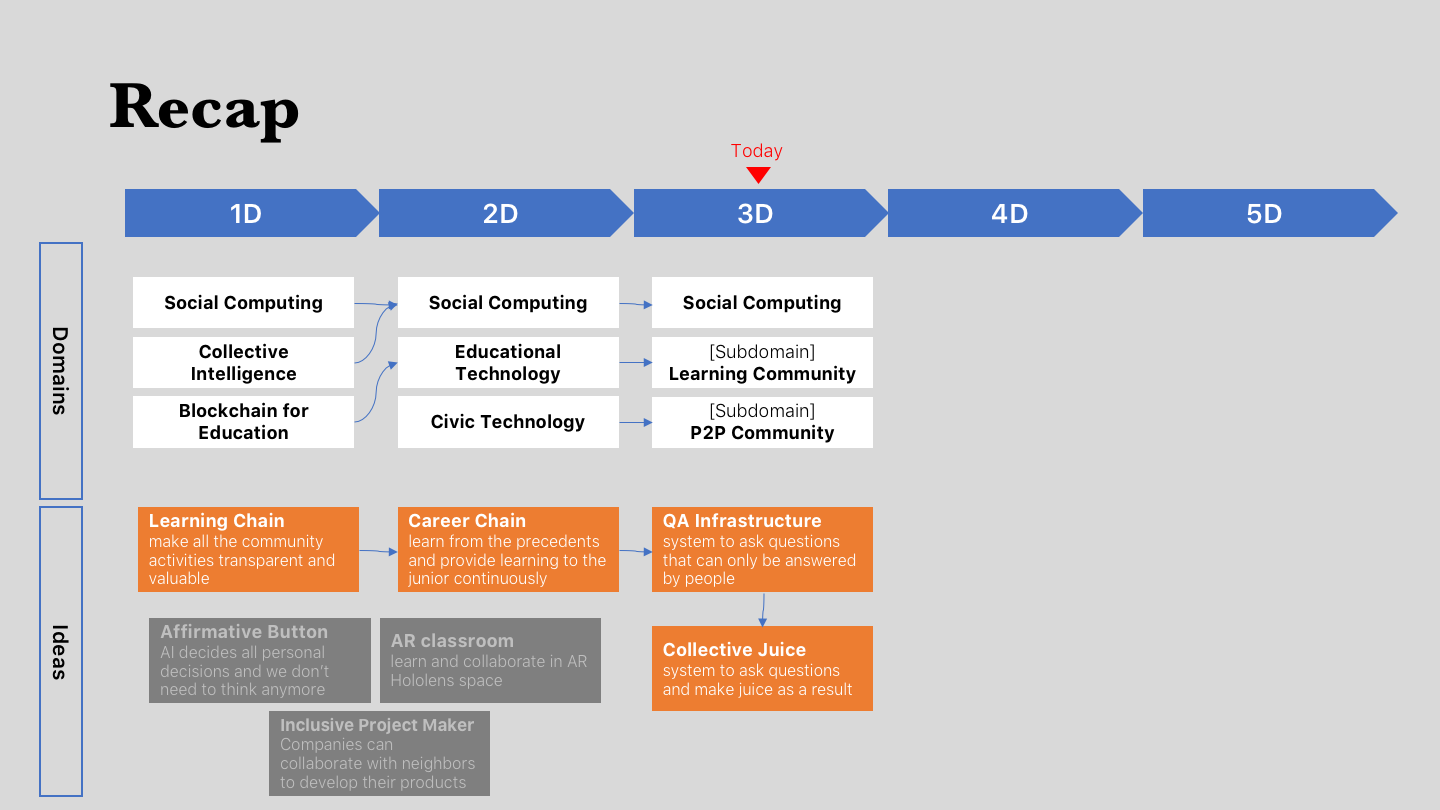 Recap
Today
1D
2D
3D
4D
5D
Domains
Social Computing
Social Computing
Social Computing
Collective
Intelligence
Educational
Technology
[Subdomain]
Learning Community
Blockchain for
Education
Civic Technology
[Subdomain]
P2P Community
Ideas
Learning Chain
make all the community
activities transparent and
valuable
Career Chain
learn from the precedents
and provide learning to the
junior continuously
QA Infrastructure
system to ask questions
that can only be answered
by people
Affirmative Button
AI decides all personal
decisions and we don’t
need to think anymore
AR classroom
learn and collaborate in AR
Hololens space
Collective Juice
system to ask questions
and make juice as a result
Inclusive Project Maker
Companies can
collaborate with neighbors
to develop their products